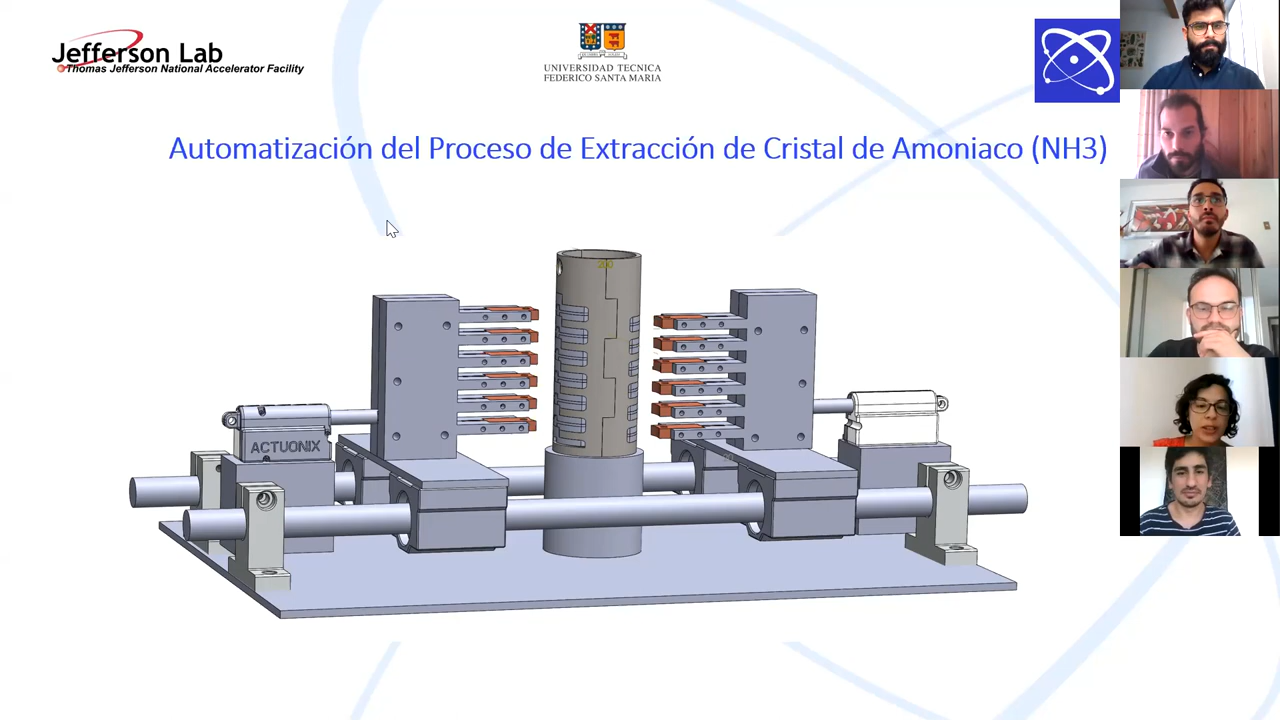 Jefferson Lab
Thomas Jefferson National Accelerator Facility
UNIVERSIDAD TECNICA
FEDERICO SANTA MARIA
Automatización del Proceso de Extracción de Cristal de Amoniaco (NH3)
ACTUONIX